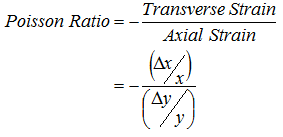 Poisson Ratio = − Transverse Strain / Axial Strain
= − (Δx/x) / (Δy/y)